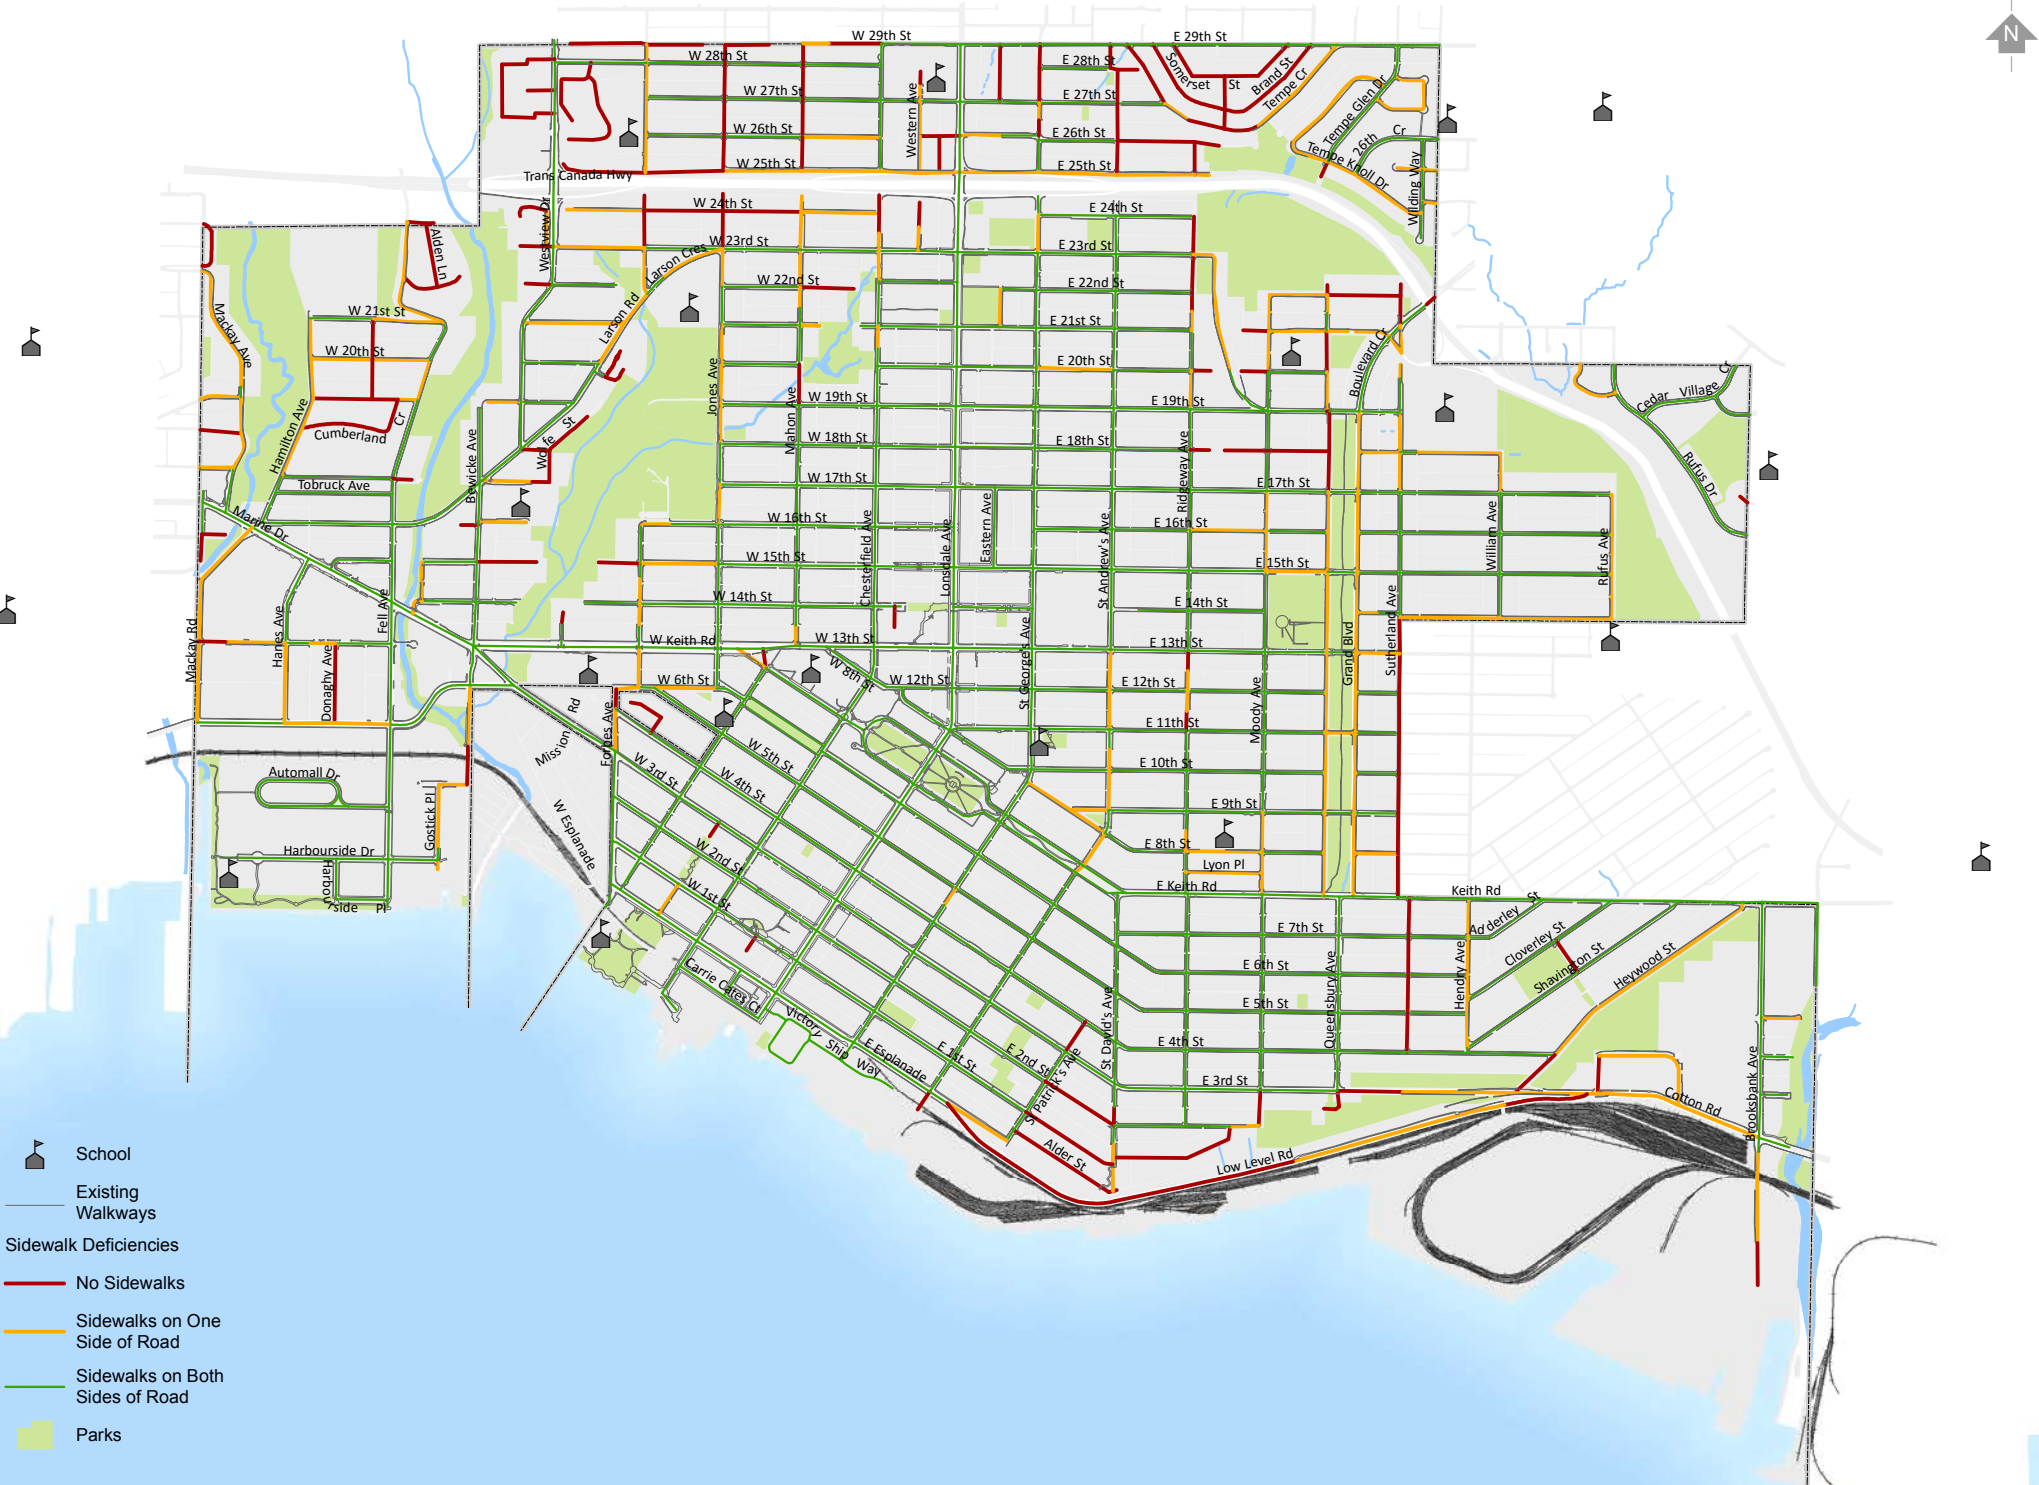 N
W 29th St
E 29th St
W 28th St
E 28th St
Somerset St
Brand St
Tempe Cr
W 27th St
E 27th St
Western Ave
Tempe Glen Dr
W 26th St
E 26th St
26th Cr
W 25th St
E 25th St
Tempe Knoll Dr
Trans Canada Hwy
Wilding Way
W 24th St
E 24th St
Westview Dr
Alden Ln
W 23rd St
E 23rd St
Larson Cres
W 22nd St
E 22nd St
Mackay Ave
W 21st St
Larson Rd
E 21st St
W 20th St
E 20th St
Boulevard Cr
Jones Ave
Mahon Ave
W 19th St
E 19th St
Cedar Village Cr
Hamilton Ave
Cumberland Cr
Wolfe St
W 18th St
E 18th St
Bewicke Ave
Ridgeway Ave
Rufus Dr
Tobruck Ave
W 17th St
E 17th St
Marine Dr
W 16th St
Chesterfield Ave
Lonsdale Ave
Eastern Ave
St Andrew's Ave
E 16th St
William Ave
Rufus Ave
W 15th St
E 15th St
W 14th St
E 14th St
Mackay Rd
Hanes Ave
Fell Ave
W Keith Rd
W 13th St
E 13th St
St George's Ave
Grand Blvd
Sutherland Ave
Donaghy Ave
W 6th St
W 8th St
W 12th St
E 12th St
Moody Ave
Mission Rd
Forbes Ave
E 11th St
W 5th St
E 10th St
Automall Dr
W 3rd St
W 4th St
Gostick Pl
W Esplanade
E 9th St
Harbourside Dr
W 2nd St
E 8th St
Lyon Pl
Harbourside Pl
W 1st St
E Keith Rd
Keith Rd
Adderley St
E 7th St
Cloverley St
Hendry Ave
Shavington St
Heywood St
Carrie Cates Ct
E 6th St
Queensbury Ave
E 5th St
Victory Ship Way
St David's Ave
E Esplanade
E 1st St
E 2nd St
E 4th St
St Patrick's Ave
E 3rd St
Brooksbank Ave
Cotton Rd
Alder St
Low Level Rd
School
Existing
Walkways
Sidewalk Deficiencies
No Sidewalks
Sidewalks on One
Side of Road
Sidewalks on Both
Sides of Road
Parks